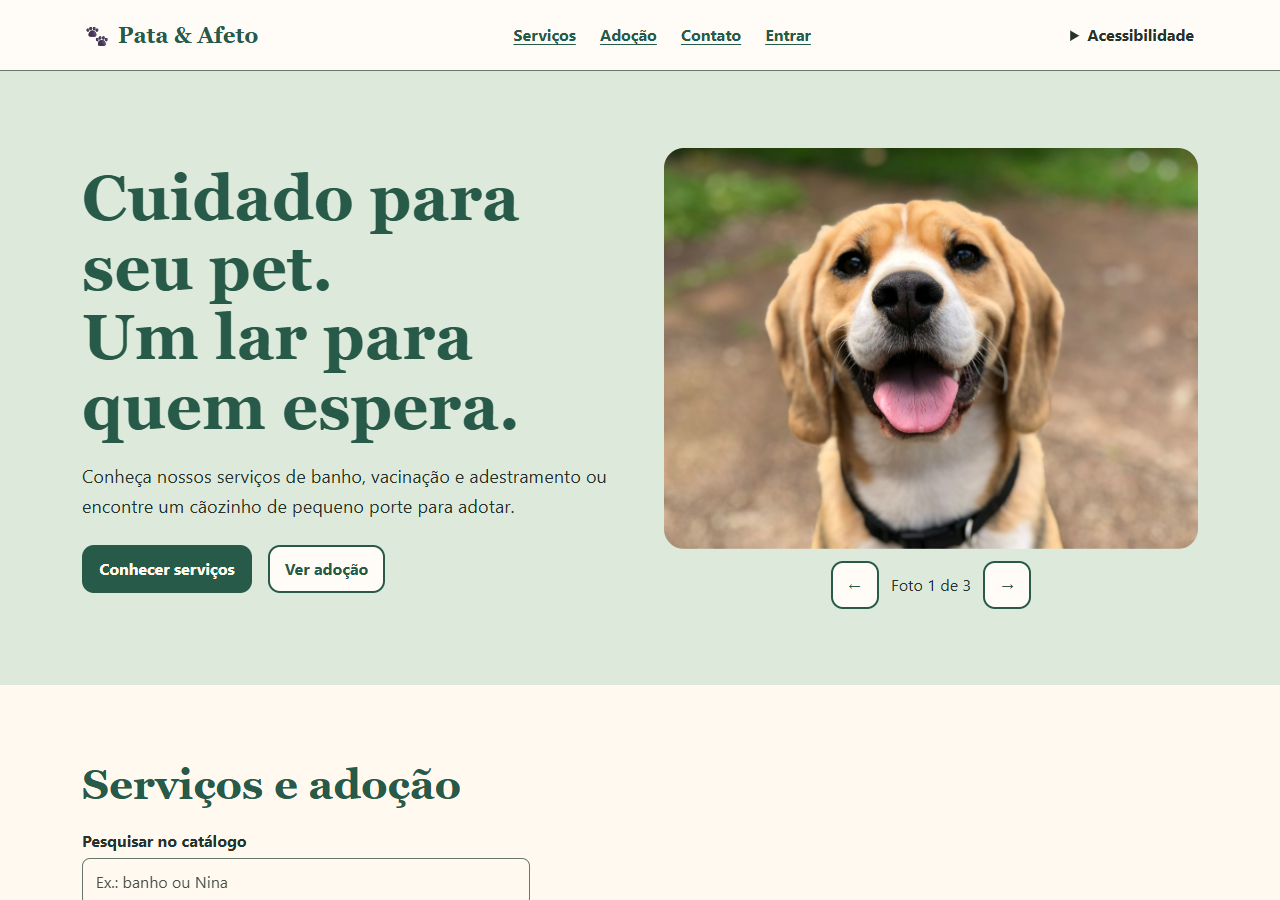 🐾 Pata & Afeto
Serviços Adoção Contato Entrar
▶ Acessibilidade
Cuidado para
seu pet.
Um lar para
quem espera.
Conheça nossos serviços de banho, vacinação e adestramento ou
encontre um cãozinho de pequeno porte para adotar.
Conhecer serviços
Ver adoção
← Foto 1 de 3 →
Serviços e adoção
Pesquisar no catálogo
Ex.: banho ou Nina